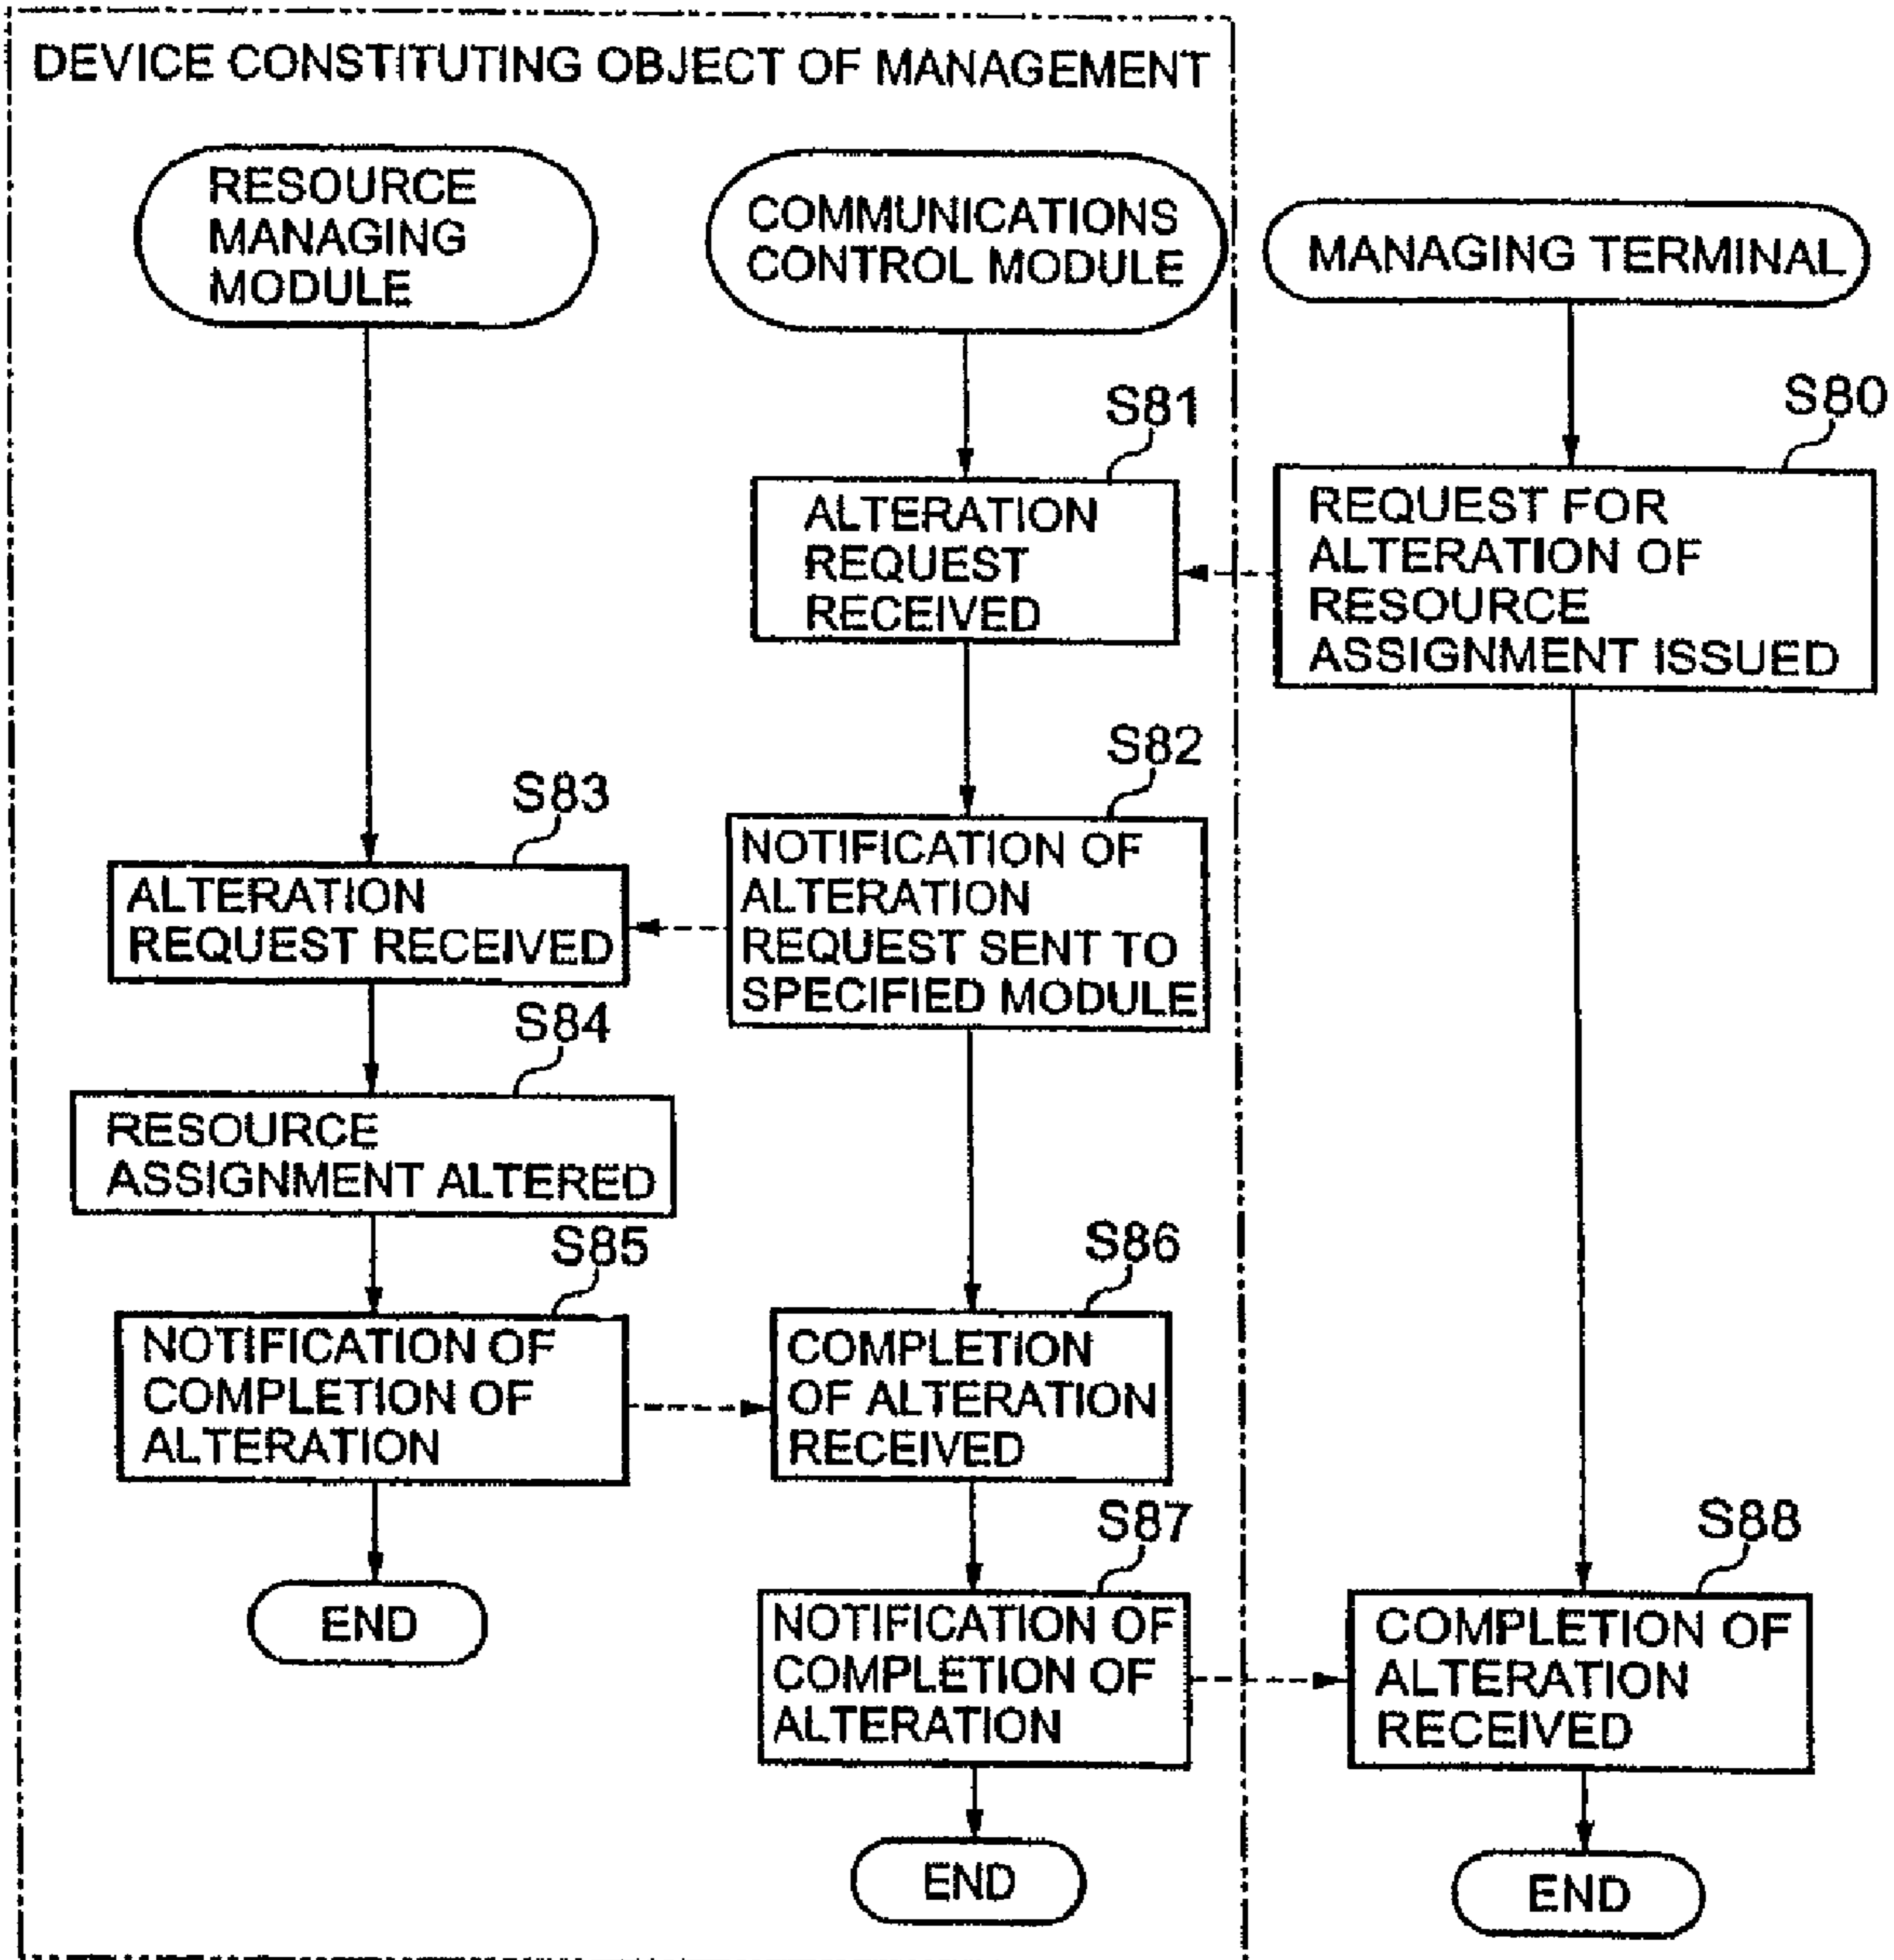 DEVICE CONSTITUTING OBJECT OF MANAGEMENT
RESOURCE
MANAGING
MODULE
COMMUNICATIONS
CONTROL MODULE
MANAGING TERMINAL
S80
REQUEST FOR
ALTERATION OF
RESOURCE
ASSIGNMENT ISSUED
S81
ALTERATION
REQUEST
RECEIVED
S82
NOTIFICATION OF
ALTERATION
REQUEST SENT TO
SPECIFIED MODULE
S83
ALTERATION
REQUEST RECEIVED
S84
RESOURCE
ASSIGNMENT ALTERED
S85
NOTIFICATION OF
COMPLETION OF
ALTERATION
S86
COMPLETION
OF ALTERATION
RECEIVED
S87
NOTIFICATION OF
COMPLETION OF
ALTERATION
S88
COMPLETION OF
ALTERATION
RECEIVED
END
END
END